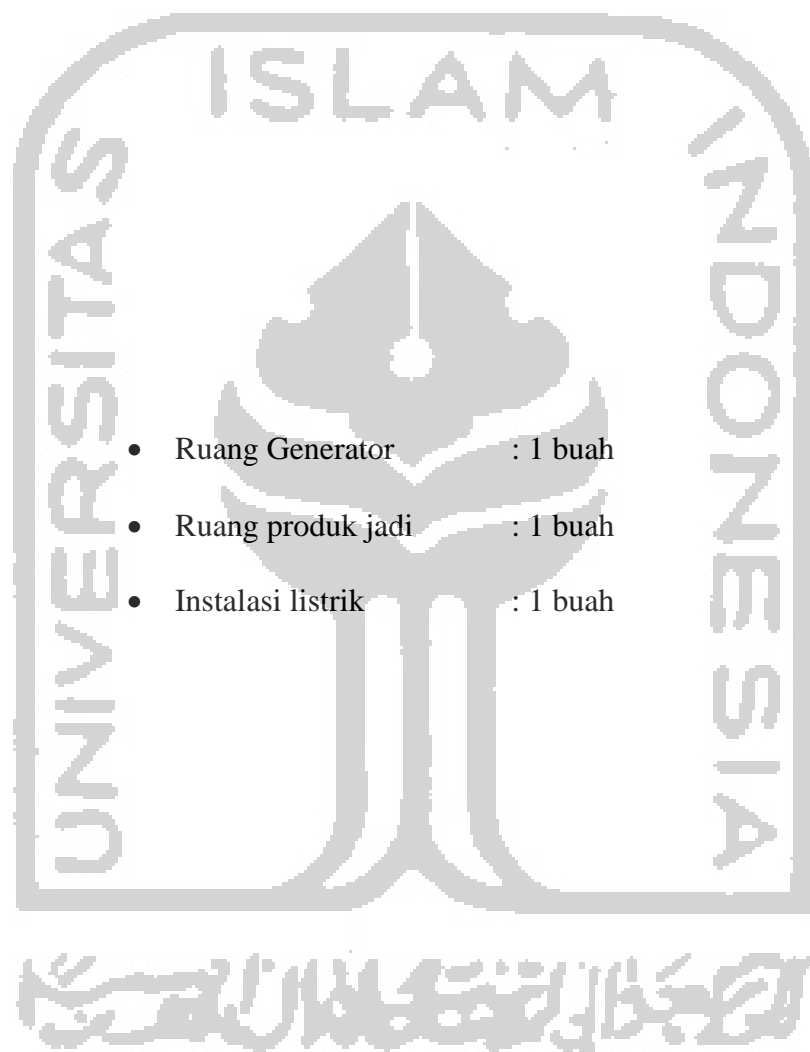 ISLAM
UNIVERSITAS
INDONESIA
• Ruang Generator : 1 buah
• Ruang produk jadi : 1 buah
• Instalasi listrik : 1 buah